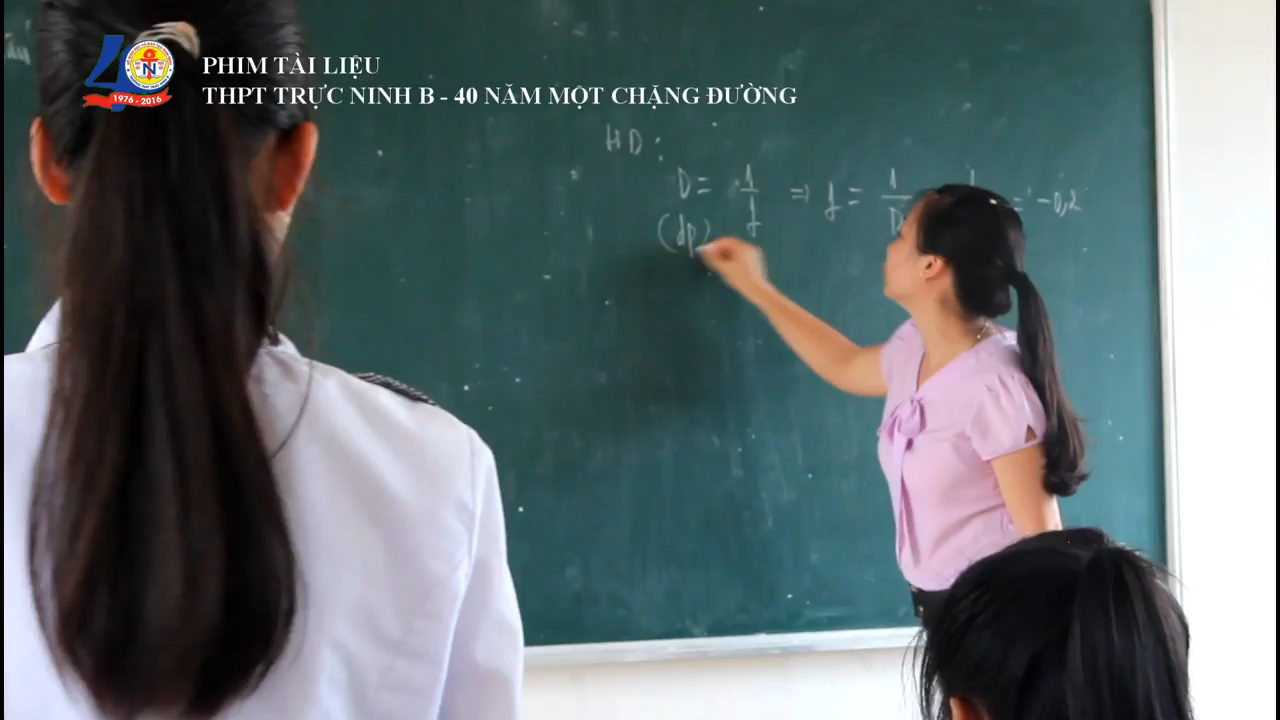 PHIM TÀI LIỆU
THPT TRỰC NINH B - 40 NĂM MỘT CHẶNG ĐƯỜNG
40
N
1976 - 2016
HD:
D = 1/f => f = 1/D = -0,2
(dp)